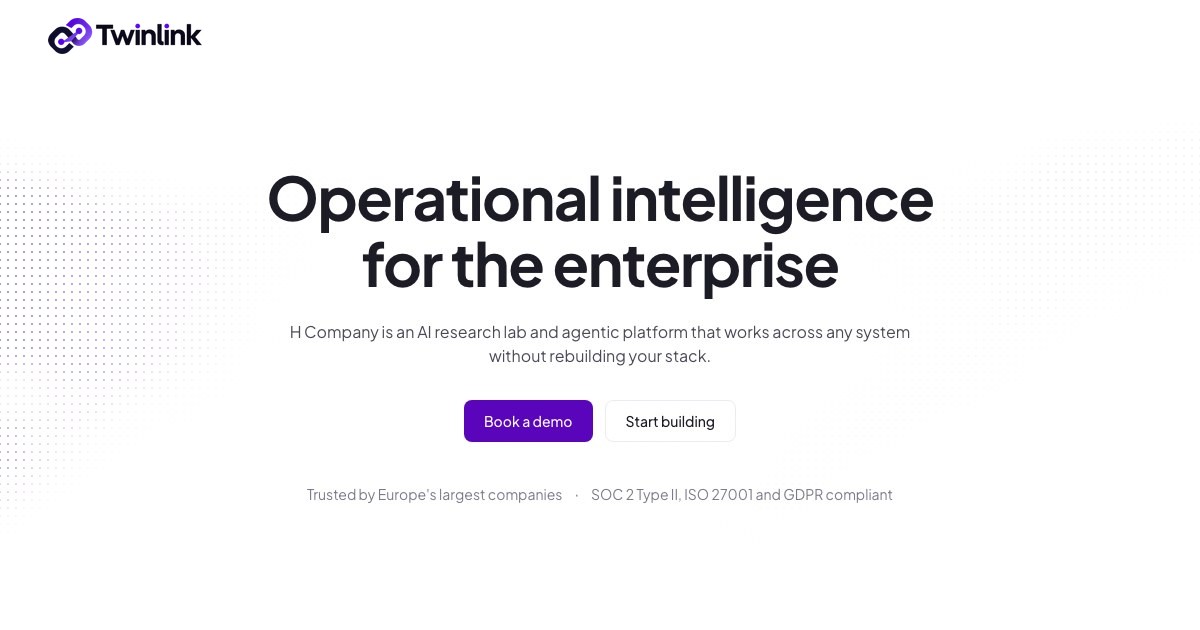 Twinlink
Operational intelligence
for the enterprise
H Company is an AI research lab and agentic platform that works across any system
without rebuilding your stack.
Book a demo
Start building
Trusted by Europe's largest companies · SOC 2 Type II, ISO 27001 and GDPR compliant